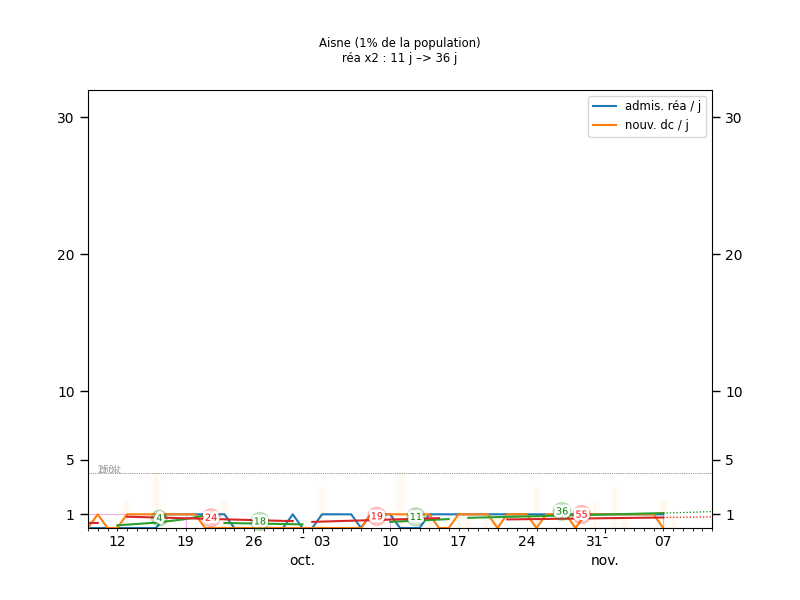 Aisne (1% de la population)
réa x2 : 11 j –> 36 j
admis. réa / j
nouv. dc / j
30 30
20 20
10 10
5 5
1 1
4 24 18 19 11 36 55
12 19 26 - 03 10 17 24 31- 07
oct. nov.